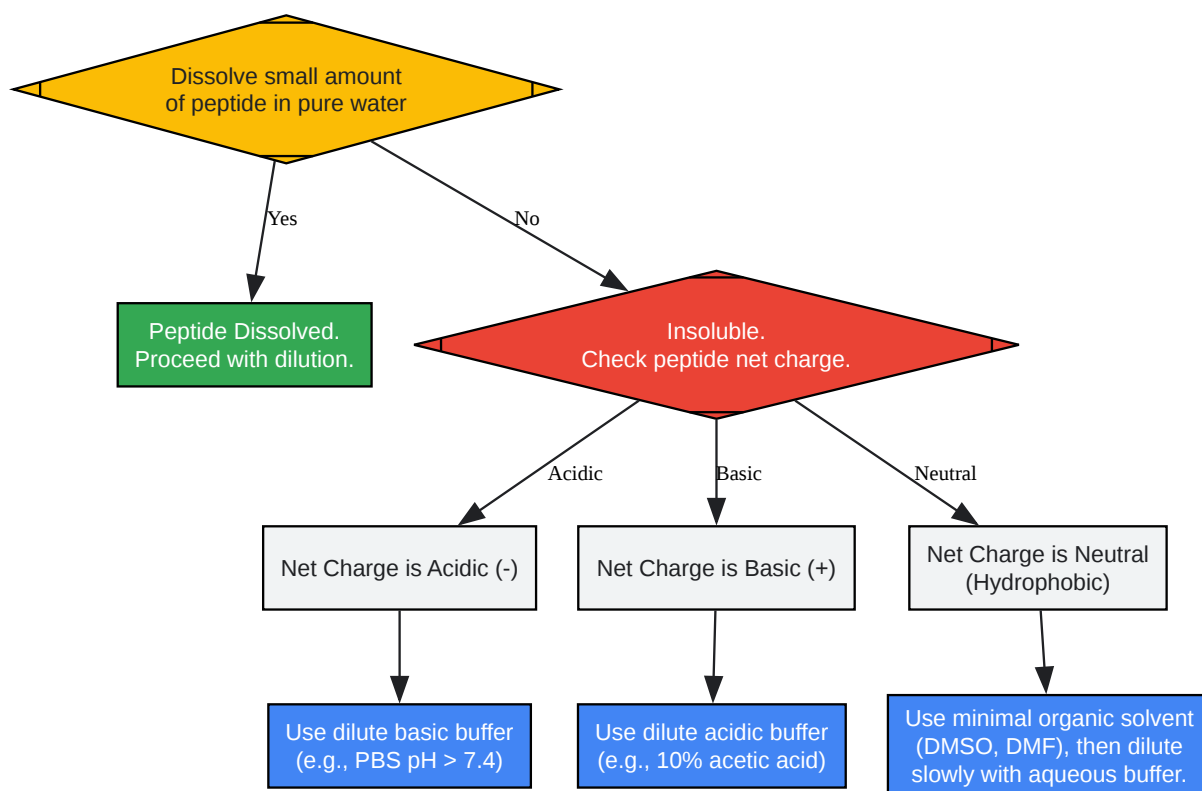 Dissolve small amount
of peptide in pure water
Yes
No
Peptide Dissolved.
Proceed with dilution.
Insoluble.
Check peptide net charge.
Acidic
Basic
Neutral
Net Charge is Acidic (-)
Net Charge is Basic (+)
Net Charge is Neutral
(Hydrophobic)
Use dilute basic buffer
(e.g., PBS pH > 7.4)
Use dilute acidic buffer
(e.g., 10% acetic acid)
Use minimal organic solvent
(DMSO, DMF), then dilute
slowly with aqueous buffer.